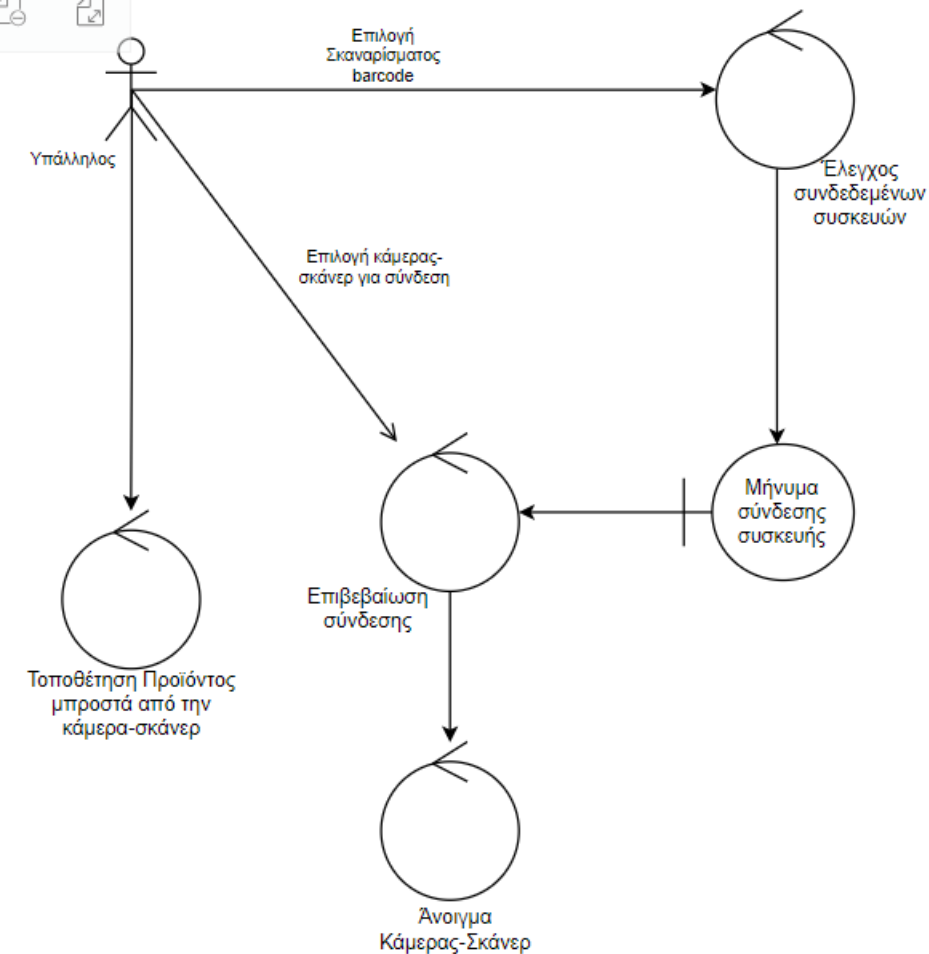 Επιλογή
Σκαναρίσματος
barcode
Υπάλληλος
Έλεγχος
συνδεδεμένων
συσκευών
Επιλογή κάμερας-
σκάνερ για σύνδεση
Μήνυμα
σύνδεσης
συσκευής
Επιβεβαίωση
σύνδεσης
Τοποθέτηση Προϊόντος
μπροστά από την
κάμερα-σκάνερ
Άνοιγμα
Κάμερας-Σκάνερ